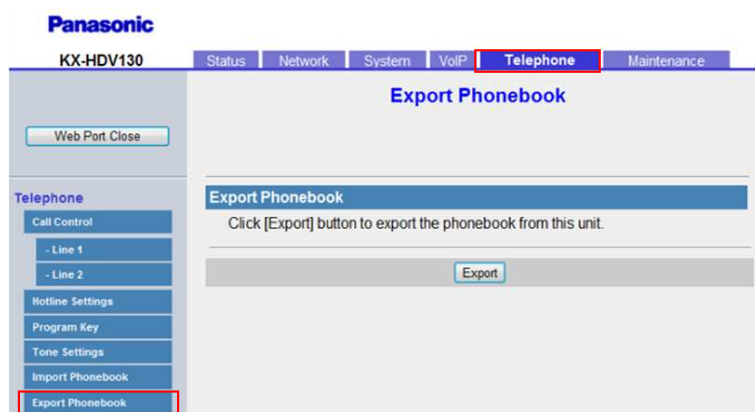 Panasonic
KX-HDV130
Status Network System VoIP Telephone Maintenance
Export Phonebook
Web Port Close
Telephone
Call Control
- Line 1
- Line 2
Hotline Settings
Program Key
Tone Settings
Import Phonebook
Export Phonebook
Export Phonebook
Click [Export] button to export the phonebook from this unit.
Export